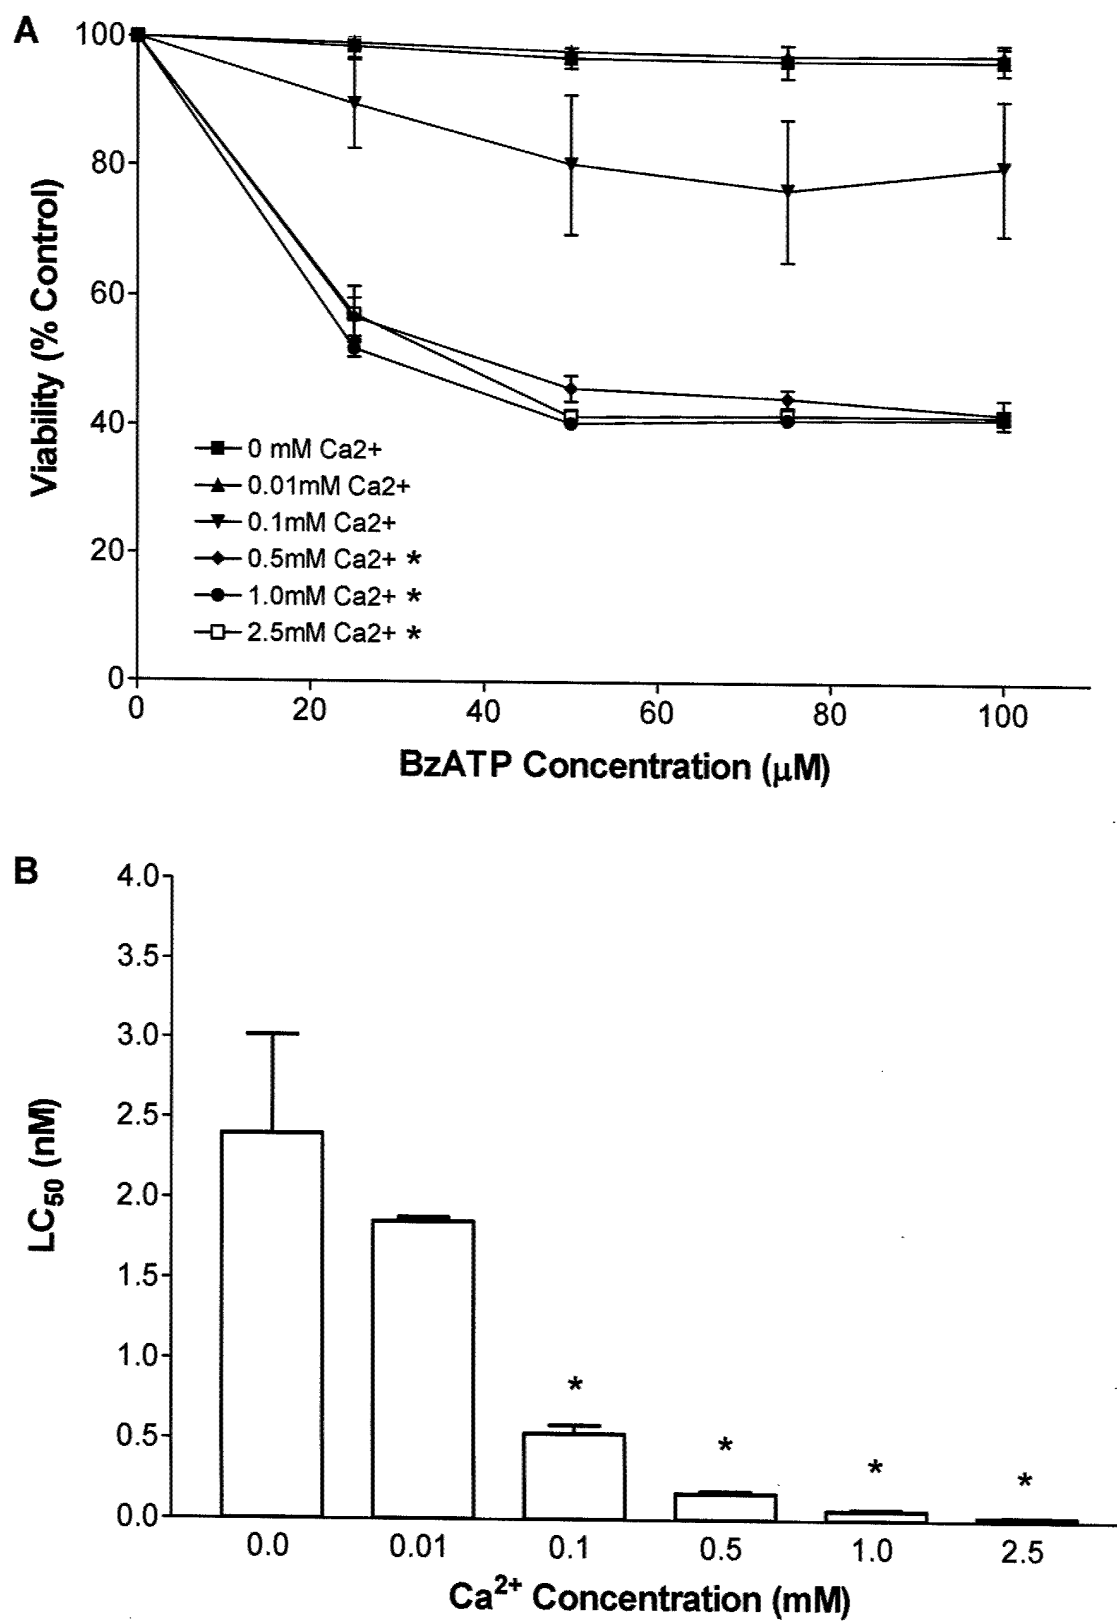 A
100
80
60
40
20
0
Viability (% Control)
0 mM Ca2+
0.01mM Ca2+
0.1mM Ca2+
0.5mM Ca2+ *
1.0mM Ca2+ *
2.5mM Ca2+ *
0 20 40 60 80 100
BzATP Concentration (µM)
B
4.0
3.5
3.0
2.5
2.0
1.5
1.0
0.5
0.0
LC50 (nM)
* * * *
0.0 0.01 0.1 0.5 1.0 2.5
Ca2+ Concentration (mM)